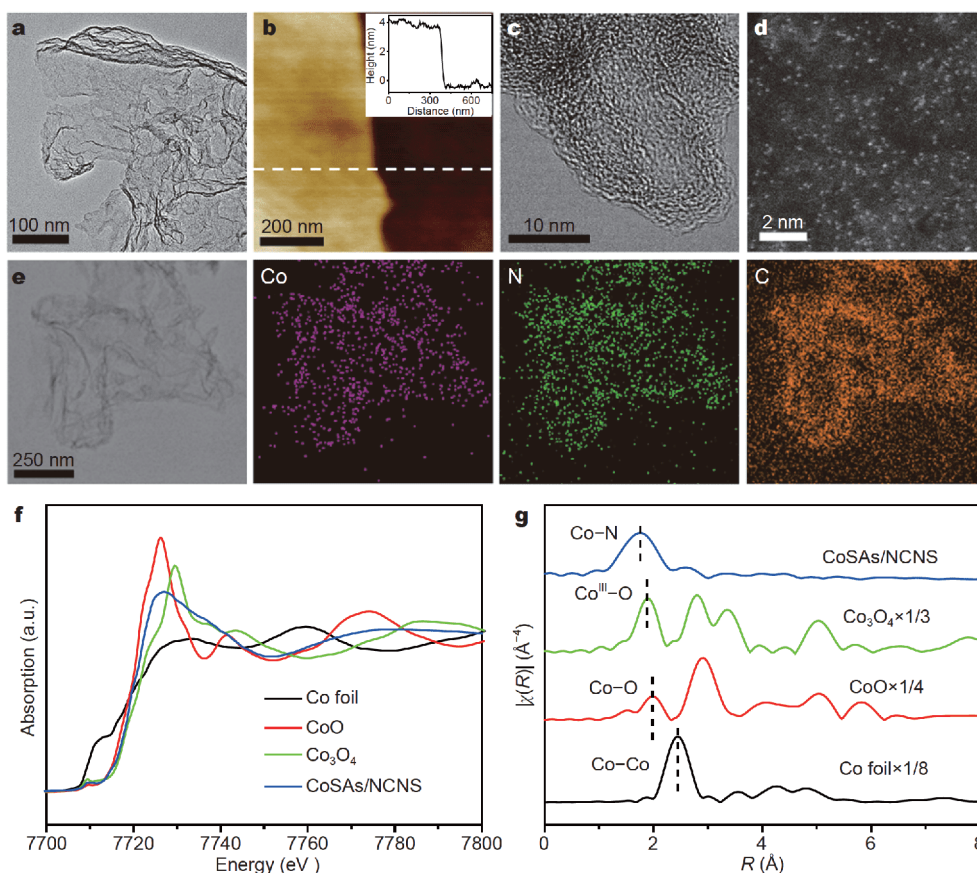 a
100 nm
b
Height (nm)
4
2
0
0 300 600
Distance (nm)
200 nm
c
10 nm
d
2 nm
e
250 nm
Co
N
C
f
Absorption (a.u.)
Co foil
CoO
Co₃O₄
CoSAs/NCNS
7700 7720 7740 7760 7780 7800
Energy (eV )
g
|χ(R)| (Å⁻⁴)
Co–N
CoSAs/NCNS
Coᴵᴵᴵ–O
Co₃O₄×1/3
Co–O
CoO×1/4
Co–Co
Co foil×1/8
0 2 4 6 8
R (Å)